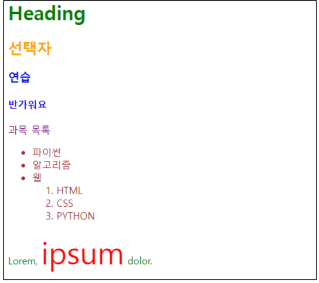 Heading
선택자
연습
반가워요
과목 목록
• 파이썬
• 알고리즘
• 웹
1. HTML
2. CSS
3. PYTHON
Lorem, ipsum dolor.